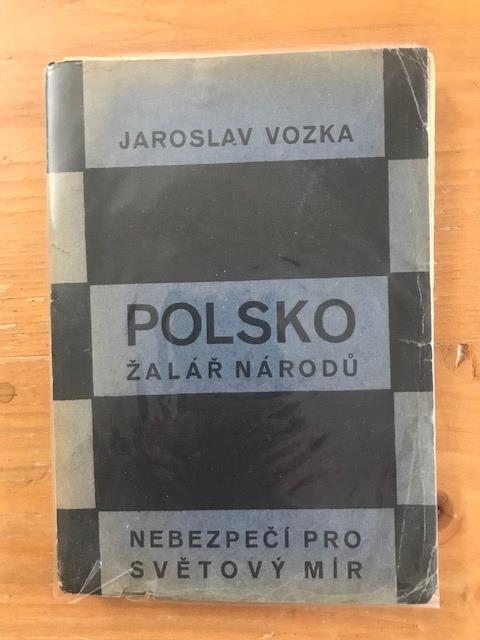 JAROSLAV VOZKA
POLSKO
ŽALÁŘ NÁRODŮ
NEBEZPEČÍ PRO
SVĚTOVÝ MÍR